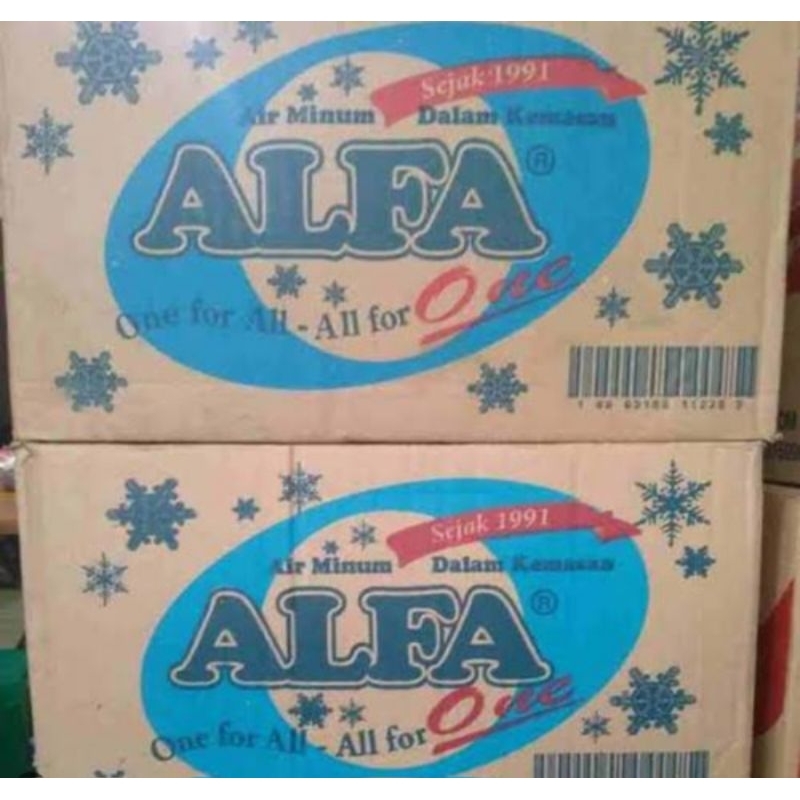 Sejak 1991
Air Minum Dalam Kemasan
ALFA®
One for All - All for One
Sejak 1991
Air Minum Dalam Kemasan
ALFA®
One for All - All for One